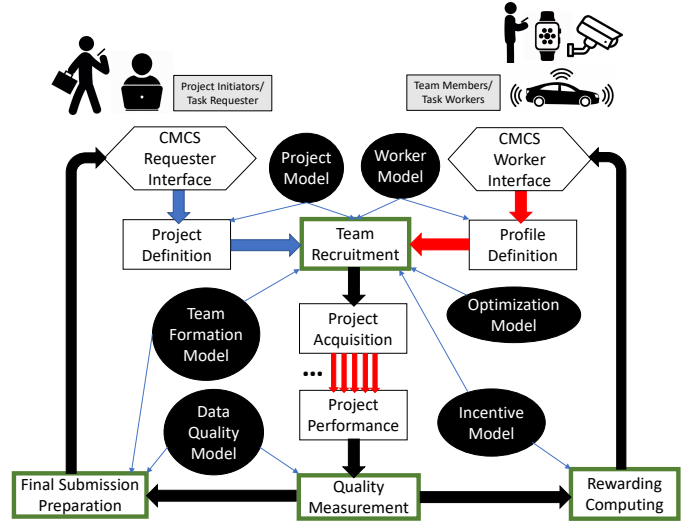 Project Initiators/
Task Requester
Team Members/
Task Workers
CMCS
Requester
Interface
Project
Model
Worker
Model
CMCS
Worker
Interface
Project
Definition
Team
Recruitment
Profile
Definition
Team
Formation
Model
Project
Acquisition
Optimization
Model
...
Project
Performance
Data
Quality
Model
Incentive
Model
Final Submission
Preparation
Quality
Measurement
Rewarding
Computing